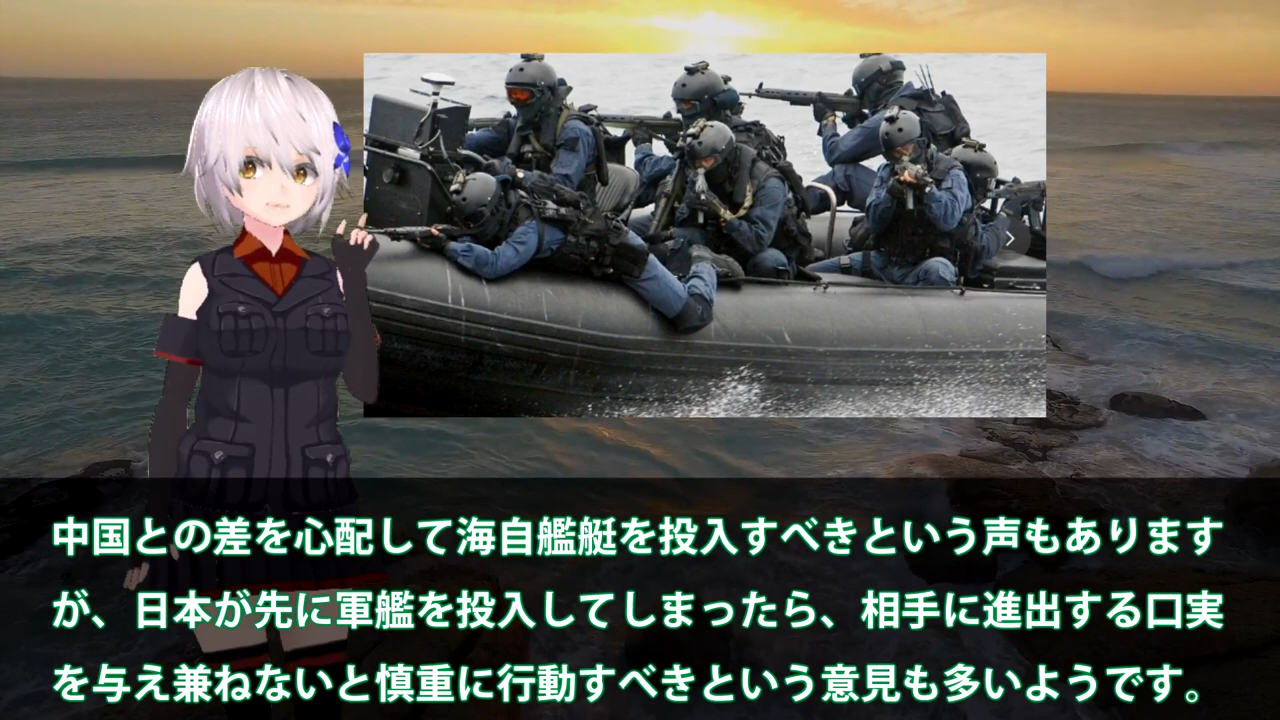 中国との差を心配して海自艦艇を投入すべきという声もあります
が、日本が先に軍艦を投入してしまったら、相手に進出する口実
を与え兼ねないと慎重に行動すべきという意見も多いようです。